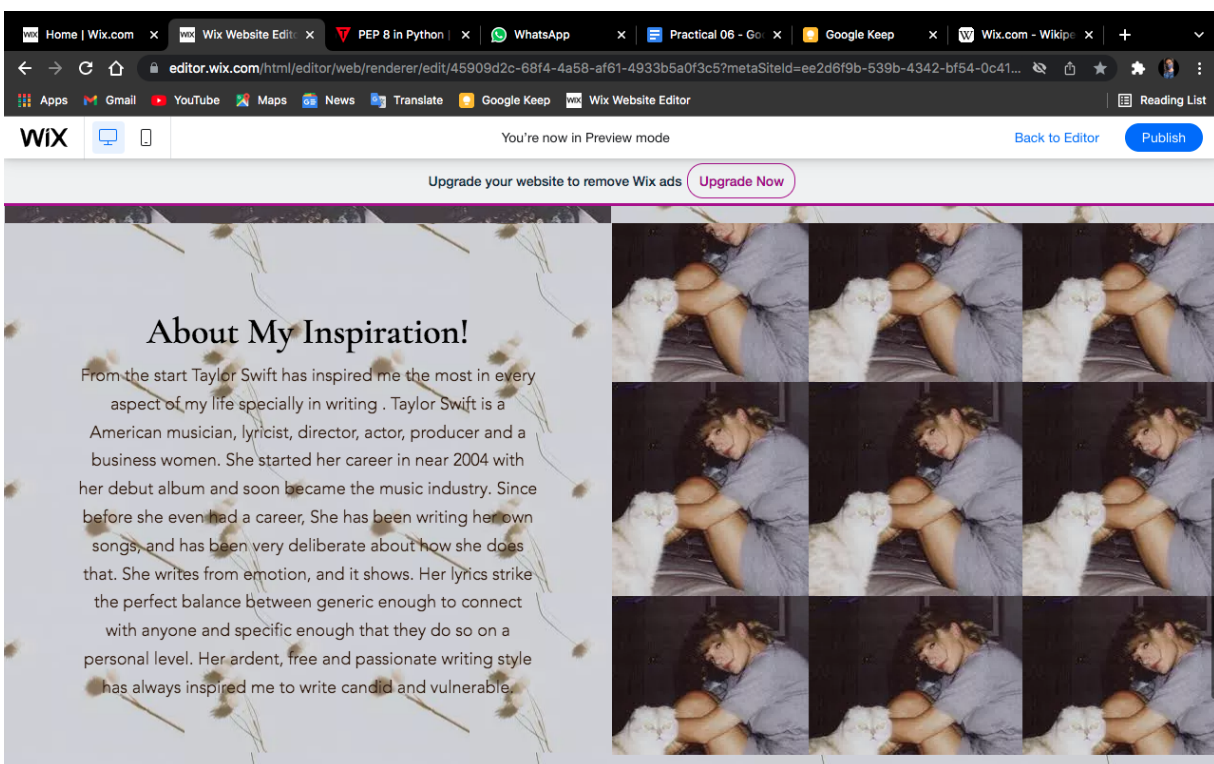 Home | Wix.com
Wix Website Edito
PEP 8 in Python |
WhatsApp
Practical 06 - Goo
Google Keep
Wix.com - Wikipe
editor.wix.com/html/editor/web/renderer/edit/45909d2c-68f4-4a58-af61-4933b5a0f3c5?metaSiteId=ee2d6f9b-539b-4342-bf54-0c41...
Apps Gmail YouTube Maps News Translate Google Keep Wix Website Editor Reading List
WiX You're now in Preview mode Back to Editor Publish
Upgrade your website to remove Wix ads Upgrade Now
About My Inspiration!
From the start Taylor Swift has inspired me the most in every
aspect of my life specially in writing . Taylor Swift is a
American musician, lyricist, director, actor, producer and a
business women. She started her career in near 2004 with
her debut album and soon became the music industry. Since
before she even had a career, She has been writing her own
songs, and has been very deliberate about how she does
that. She writes from emotion, and it shows. Her lyrics strike
the perfect balance between generic enough to connect
with anyone and specific enough that they do so on a
personal level. Her ardent, free and passionate writing style
has always inspired me to write candid and vulnerable.